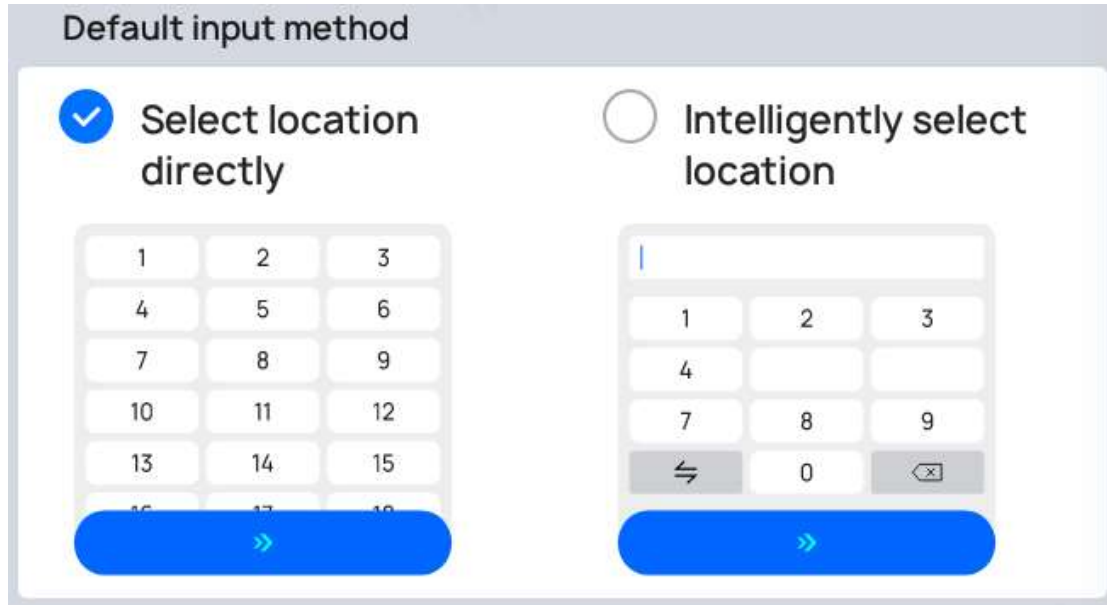 Default input method
Select location
directly
1 2 3
4 5 6
7 8 9
10 11 12
13 14 15
»
Intelligently select
location
1 2 3
4
7 8 9
0
»